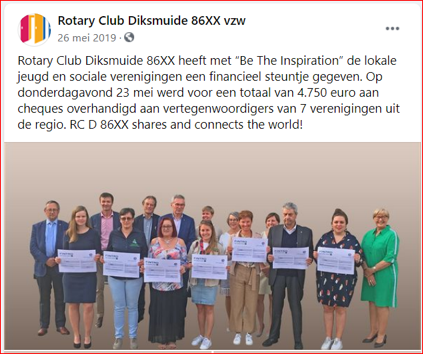 Rotary Club Diksmuide 86XX vzw
26 mei 2019 ·
Rotary Club Diksmuide 86XX heeft met “Be The Inspiration” de lokale
jeugd en sociale verenigingen een financieel steuntje gegeven. Op
donderdagavond 23 mei werd voor een totaal van 4.750 euro aan
cheques overhandigd aan vertegenwoordigers van 7 verenigingen uit
de regio. RC D 86XX shares and connects the world!